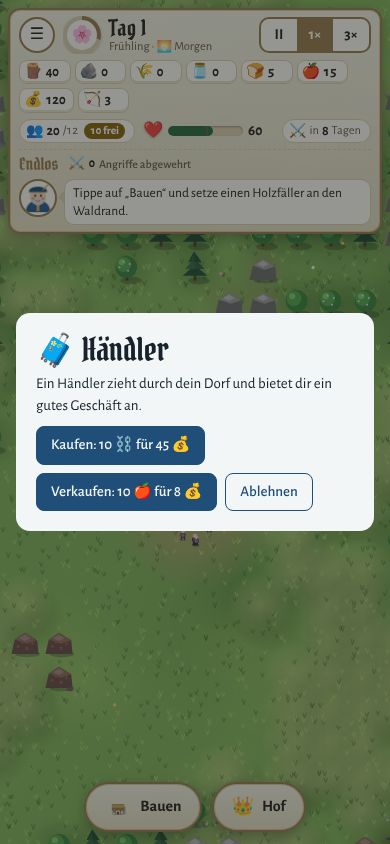 Tag 1
Frühling · 🌅 Morgen
1× 3×
40 0 0 0 5 15
120 3
20 /12 10 frei 60 in 8 Tagen
Endlos 0 Angriffe abgewehrt
Tippe auf „Bauen“ und setze einen Holzfäller an den
Waldrand.
Händler
Ein Händler zieht durch dein Dorf und bietet dir ein
gutes Geschäft an.
Kaufen: 10 ⛓️ für 45 💰
Verkaufen: 10 🍎 für 8 💰 Ablehnen
Bauen Hof